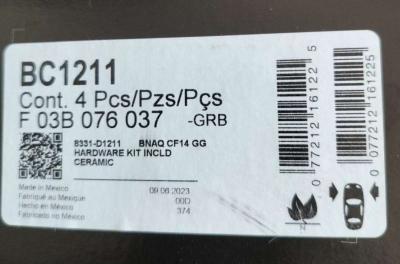 BC1211
Cont. 4 Pcs/Pzs/Pçs
F 03B 076 037 -GRB
8331-D1211 BNAQ CF14 GG
HARDWARE KIT INCLD
CERAMIC
Made in Mexico
Fabriqué au Mexique
Hecho en México
Fabricado no México
09 06 2023
00D
374
0 77212 16122 5
0 077212 161225
N